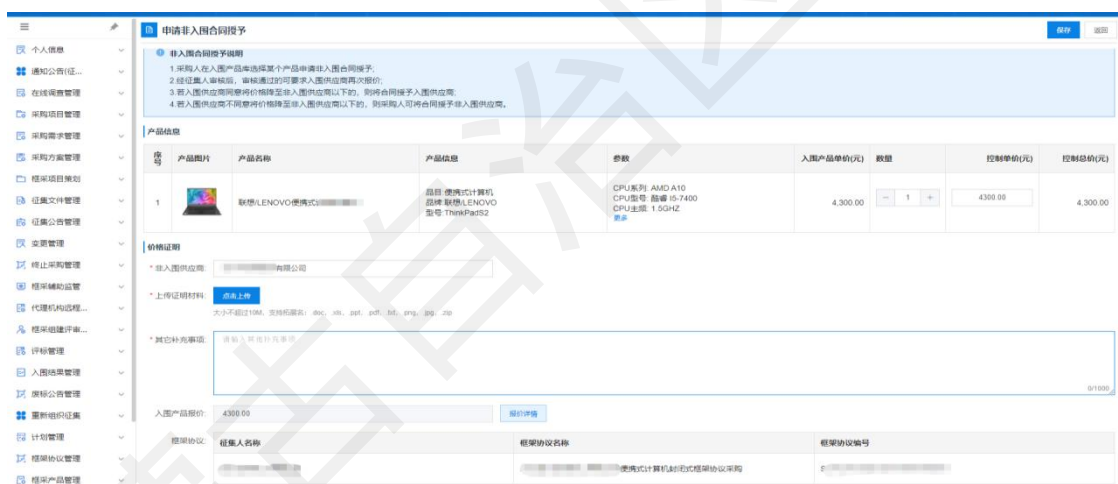 申请非入围合同授予
保存 返回
个人信息
通知公告(征...
在线询查管理
采购项目管理
采购需求管理
采购方案管理
框采项目策划
征集文件管理
征集公告管理
变更管理
终止采购管理
框采辅助监管
代理机构远程...
框采组建评审...
评标管理
入围结果管理
废标公告管理
重新组织征集
计划管理
框架协议管理
框采产品管理
非入围合同授予说明
1.采购人在入围产品库选择某个产品申请非入围合同授予;
2.经征集人审核后，审核通过的可要求入围供应商再次报价;
3.若入围供应商同意将价格降至非入围供应商以下的，则将合同授予入围供应商;
4.若入围供应商不同意将价格降至非入围供应商以下的，则采购人可将合同授予非入围供应商。
产品信息
序号 产品图片 产品名称 产品信息 参数 入围产品单价(元) 数量 控制单价(元) 控制总价(元)
1 联想/LENOVO便携式 品目:便携式计算机 CPU系列: AMD A10 4,300.00 − 1 + 4300.00 4,300.00
品牌:联想/LENOVO CPU型号: 酷睿 I5-7400
型号:ThinkPadS2 CPU主频: 1.5GHZ
更多
价格证明
* 非入围供应商: 有限公司
* 上传证明材料: 点击上传
大小不超过10M，支持拓展名: .doc, .xls, .ppt, .pdf, .txt, .png, .jpg, .zip
* 其它补充事项: 请输入其他补充事项
0/1000
入围产品报价: 4300.00 报价详情
框架协议: 征集人名称 框架协议名称 框架协议编号
便携式计算机封闭式框架协议采购
古自治区